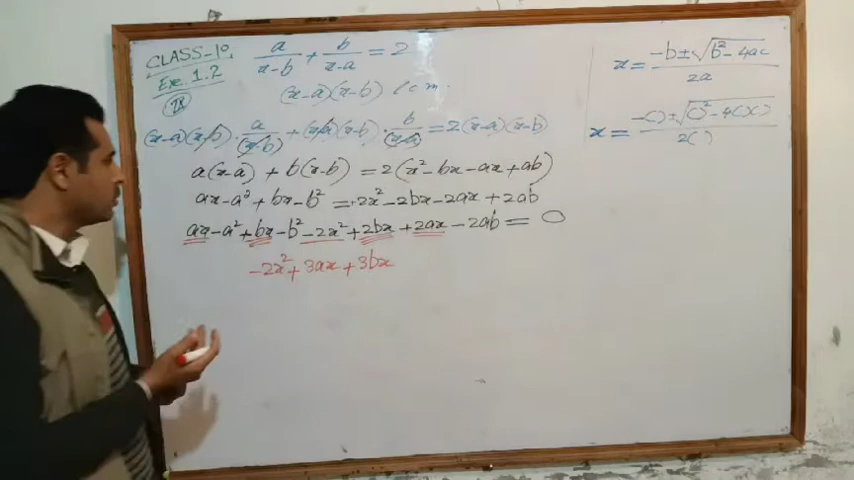 CLASS-10
Ex. 1.2
a/(x-b) + b/(x-a) = 2
(x-a)(x-b) l c m.
(x-a)(x-b) · a/(x-b) + (x-a)(x-b) · b/(x-a) = 2(x-a)(x-b)
a(x-a) + b(x-b) = 2(x²-bx-ax+ab)
ax-a²+bx-b² = 2x²-2bx-2ax+2ab
ax-a²+bx-b²-2x²+2bx+2ax-2ab = 0
-2x²+3ax+3bx
x = (-b±√(b²-4ac))/2a
x = (-()±√(()²-4()()))/2()